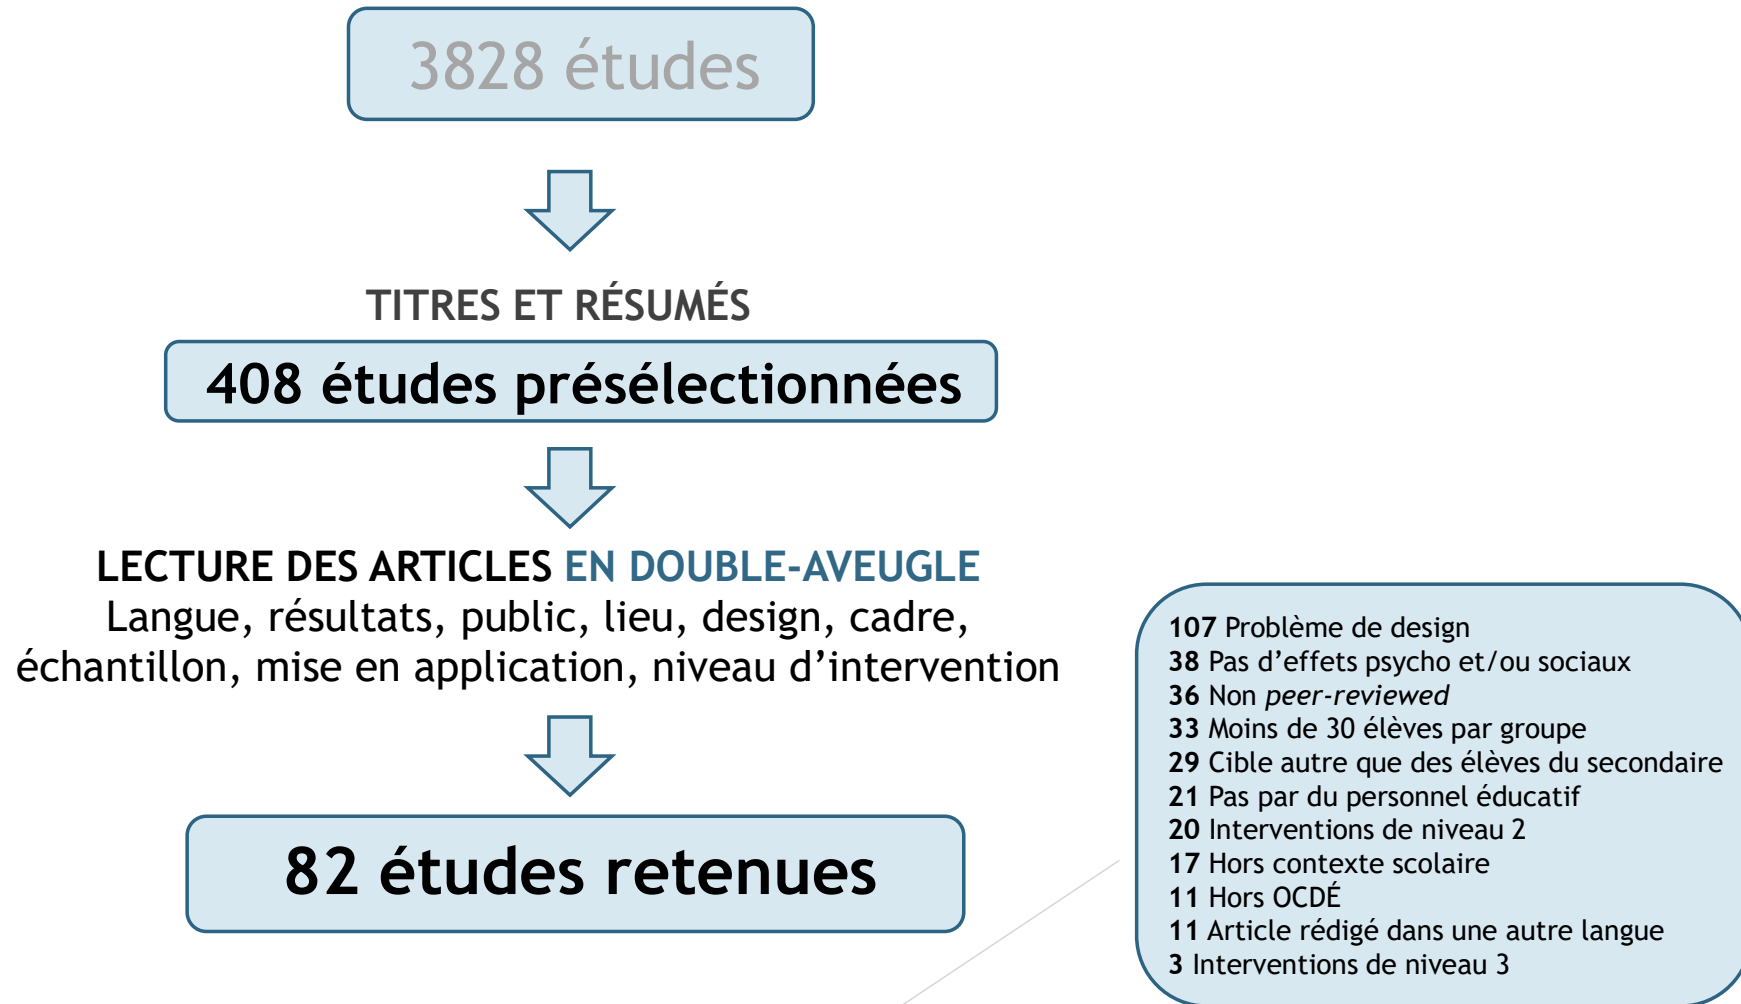 3828 études
TITRES ET RÉSUMÉS
408 études présélectionnées
LECTURE DES ARTICLES EN DOUBLE-AVEUGLE
Langue, résultats, public, lieu, design, cadre,
échantillon, mise en application, niveau d’intervention
82 études retenues
107 Problème de design
38 Pas d’effets psycho et/ou sociaux
36 Non peer-reviewed
33 Moins de 30 élèves par groupe
29 Cible autre que des élèves du secondaire
21 Pas par du personnel éducatif
20 Interventions de niveau 2
17 Hors contexte scolaire
11 Hors OCDÉ
11 Article rédigé dans une autre langue
3 Interventions de niveau 3